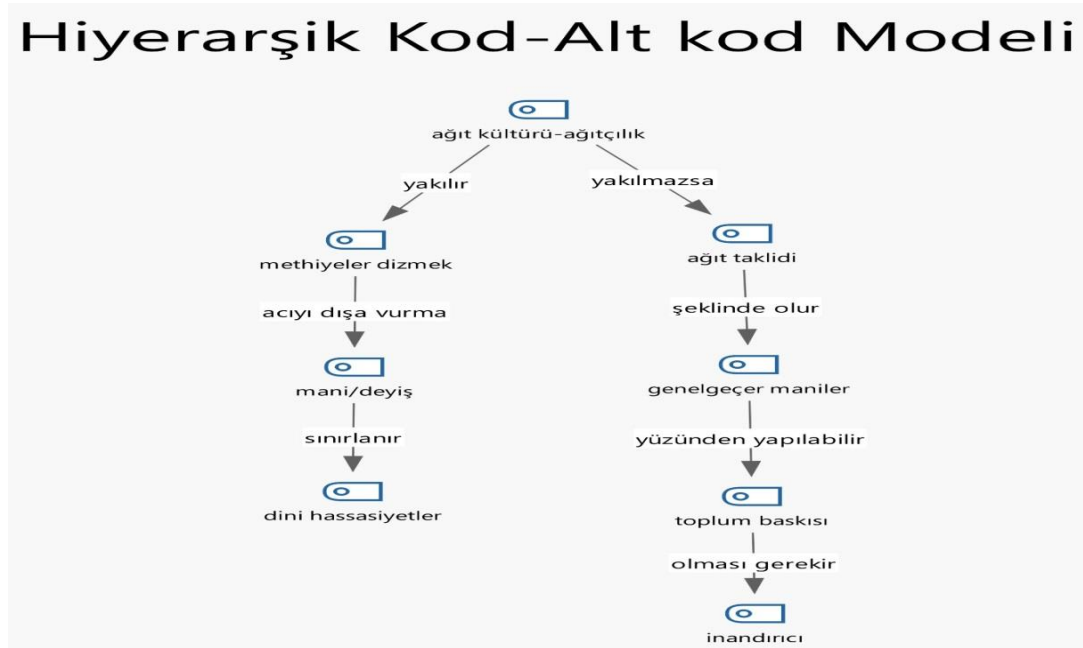 Hiyerarşik Kod-Alt kod Modeli
ağıt kültürü-ağıtçılık
yakılır
yakılmazsa
methiyeler dizmek
ağıt taklidi
acıyı dışa vurma
şeklinde olur
mani/deyiş
genelgeçer maniler
sınırlanır
yüzünden yapılabilir
dini hassasiyetler
toplum baskısı
olması gerekir
inandırıcı